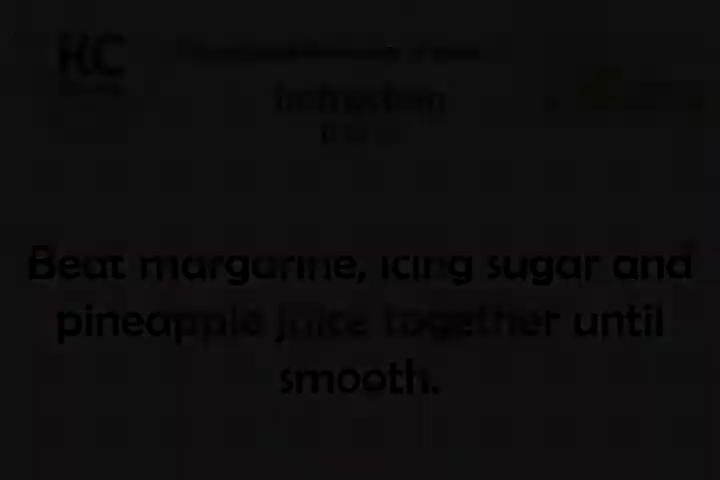 KC
Instruction
Beat margarine, icing sugar and
pineapple juice together until
smooth.